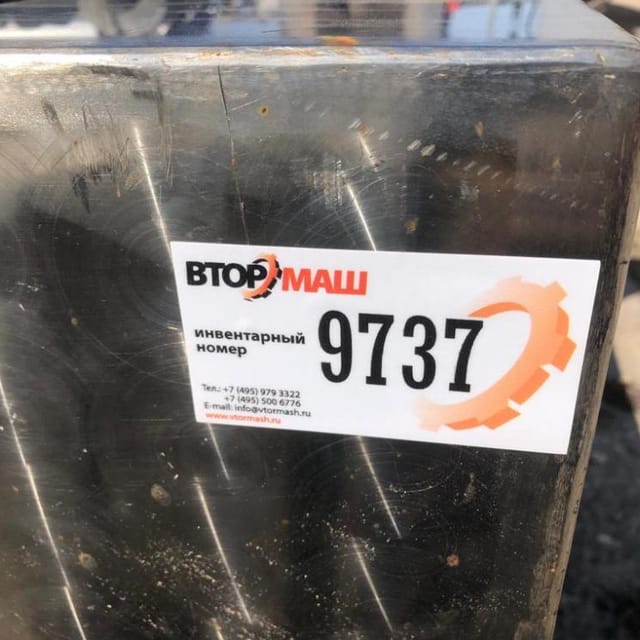 ВТОРМАШ
инвентарный
номер
9737
Тел.: +7 (495) 979 3322
+7 (495) 500 6776
E-mail: info@vtormash.ru
www.vtormash.ru